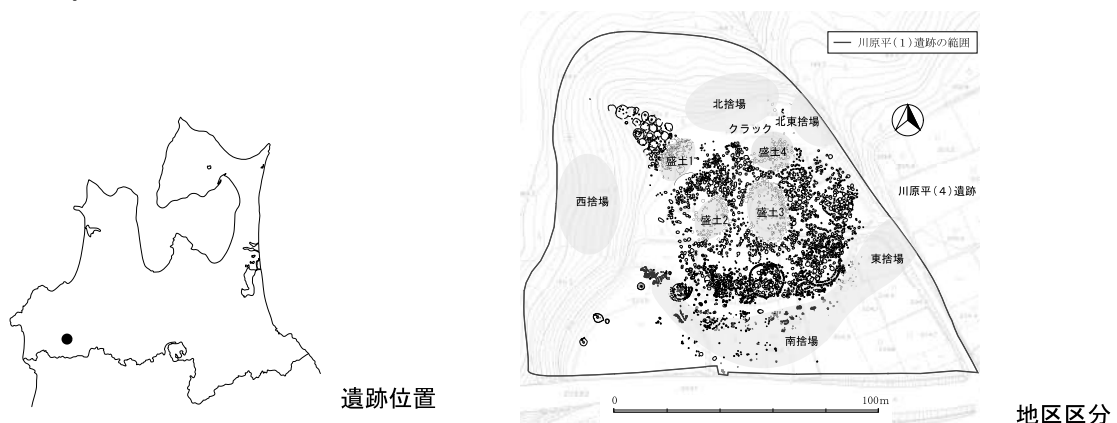 遺跡位置
川原平(1)遺跡の範囲
北捨場
北東捨場
クラック
盛土1
盛土4
川原平(4)遺跡
西捨場
盛土2
盛土3
東捨場
南捨場
0
100m
地区区分